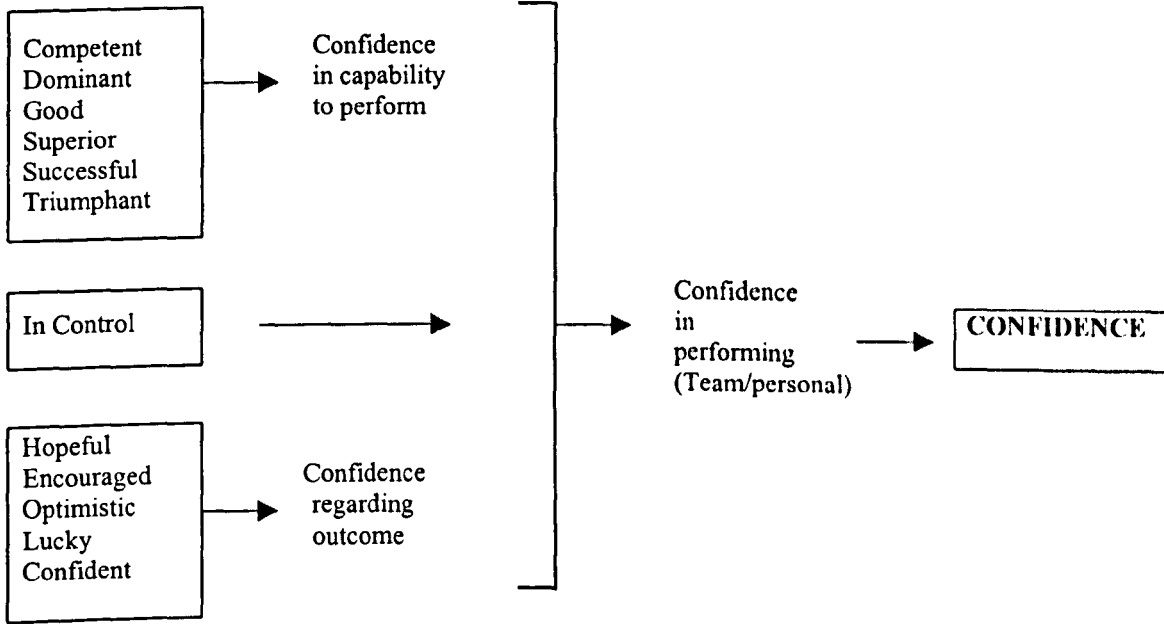 Competent
Dominant
Good
Superior
Successful
Triumphant
Confidence
in capability
to perform
In Control
Confidence
in
performing
(Team/personal)
CONFIDENCE
Hopeful
Encouraged
Optimistic
Lucky
Confident
Confidence
regarding
outcome